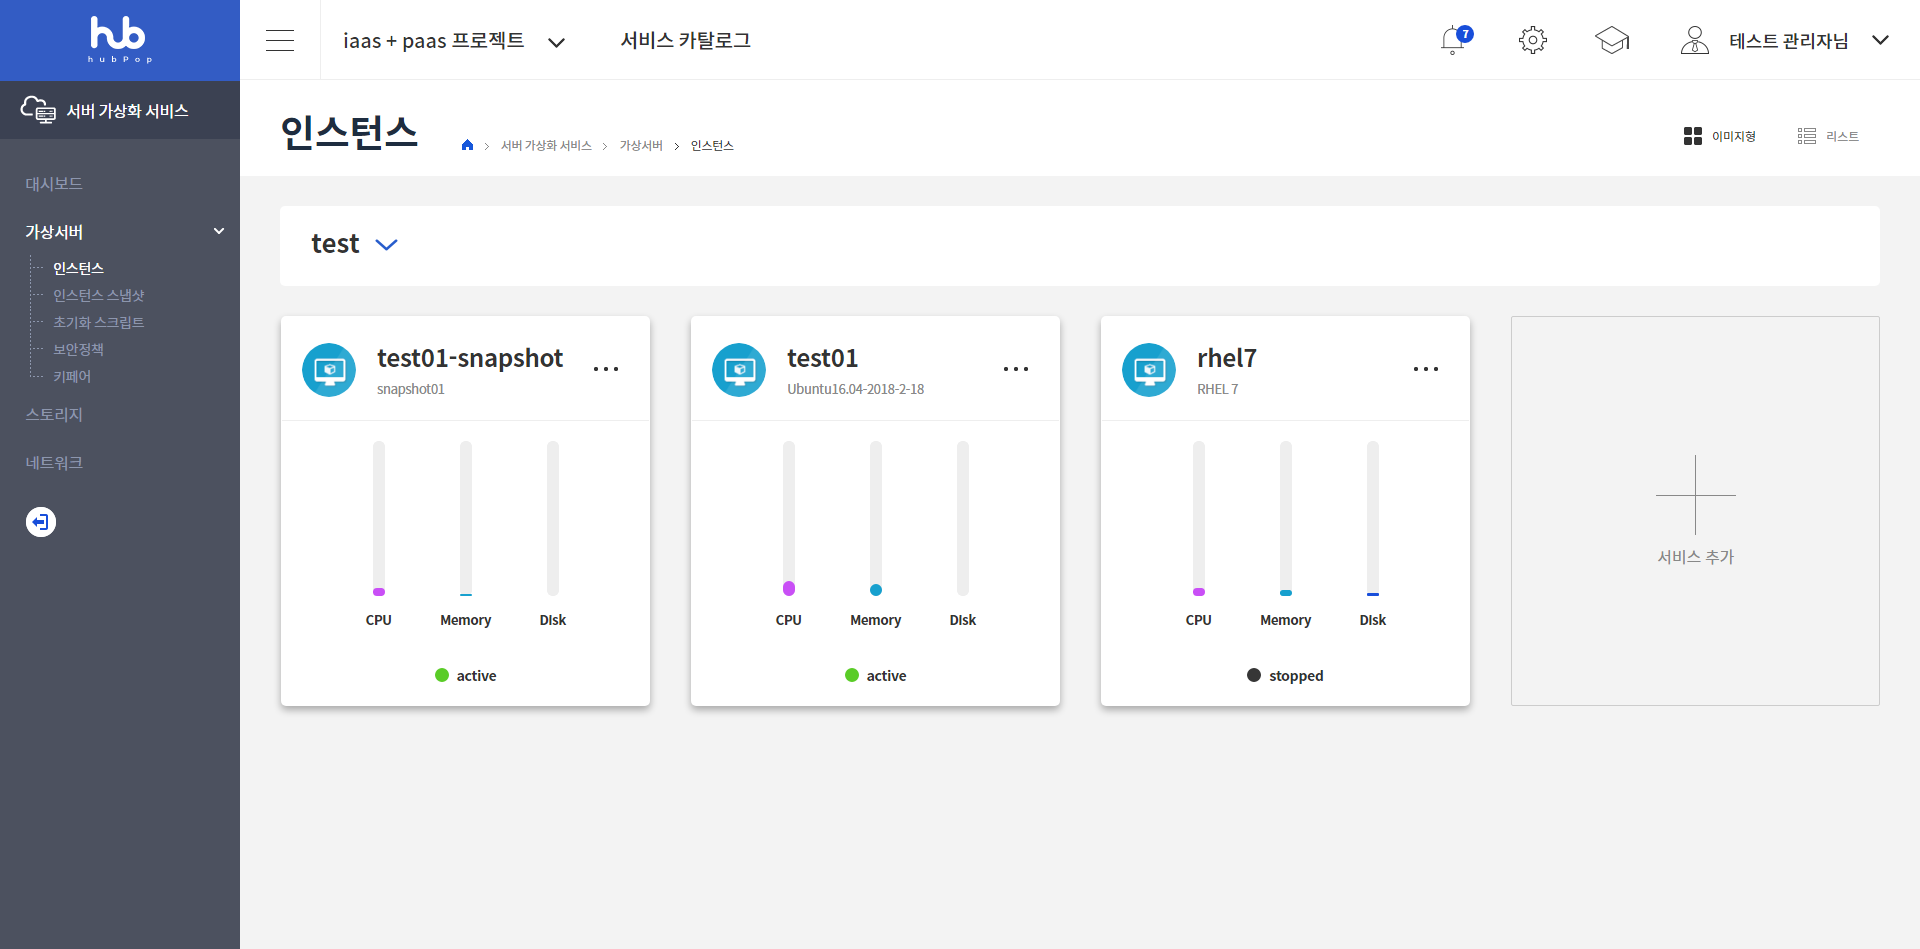 hub
hubPop
iaas + paas 프로젝트
서비스 카탈로그
7
테스트 관리자님
서버 가상화 서비스
대시보드
가상서버
인스턴스
인스턴스 스냅샷
초기화 스크립트
보안정책
키페어
스토리지
네트워크
인스턴스
서버 가상화 서비스
가상서버
인스턴스
이미지형
리스트
test
test01-snapshot
snapshot01
CPU
Memory
DIsk
active
test01
Ubuntu16.04-2018-2-18
CPU
Memory
DIsk
active
rhel7
RHEL 7
CPU
Memory
DIsk
stopped
서비스 추가